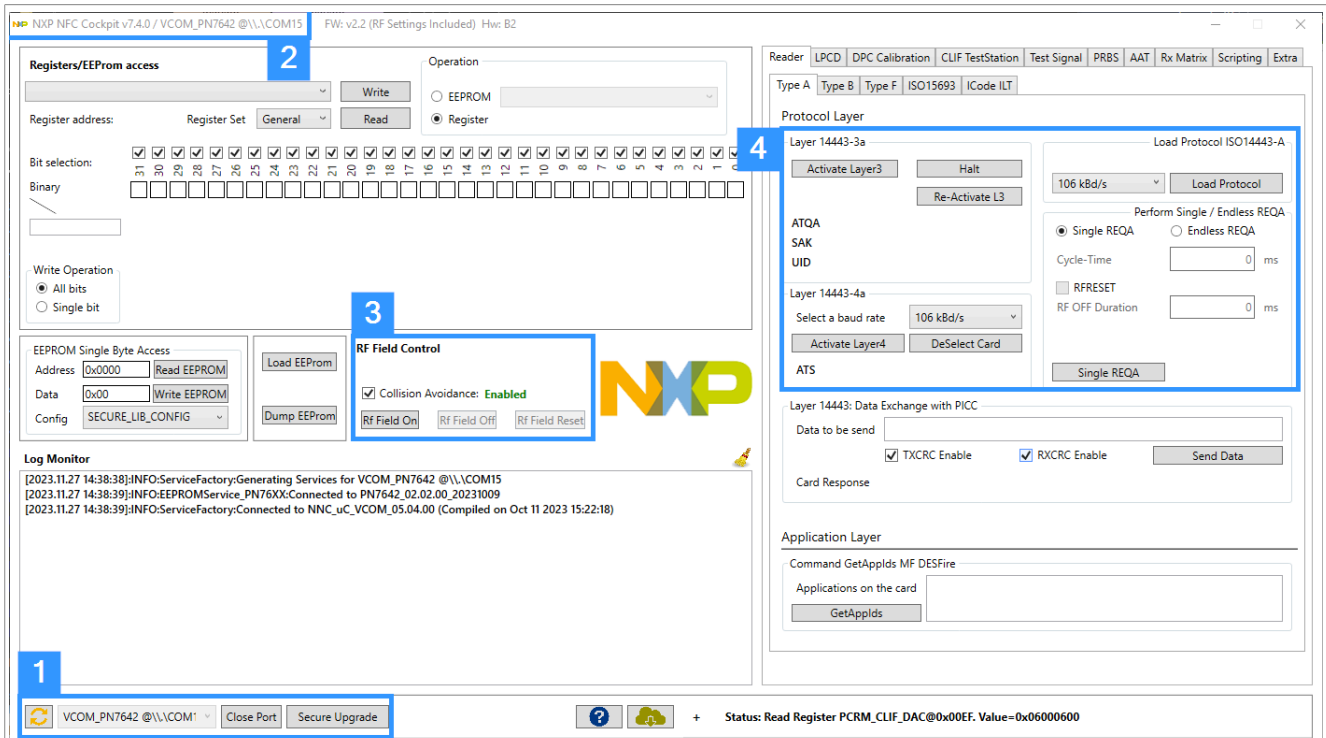 NXP NFC Cockpit v7.4.0 / VCOM_PN7642 @\\.\COM15 FW: v2.2 (RF Settings Included) Hw: B2
2
Registers/EEProm access
Write
Register address: Register Set General Read
Operation
EEPROM
Register
Bit selection:
31 30 29 28 27 26 25 24 23 22 21 20 19 18 17 16 15 14 13 12 11 10 9 8 7 6 5 4 3 2 1 0
Binary
Write Operation
All bits
Single bit
EEPROM Single Byte Access
Address 0x0000 Read EEPROM
Data 0x00 Write EEPROM
Config SECURE_LIB_CONFIG
Load EEProm
Dump EEProm
3
RF Field Control
Collision Avoidance: Enabled
Rf Field On Rf Field Off Rf Field Reset
NXP
Log Monitor
[2023.11.27 14:38:38]:INFO:ServiceFactory:Generating Services for VCOM_PN7642 @\\.\COM15
[2023.11.27 14:38:39]:INFO:EEPROMService_PN76XX:Connected to PN7642_02.02.00_20231009
[2023.11.27 14:38:39]:INFO:ServiceFactory:Connected to NNC_uC_VCOM_05.04.00 (Compiled on Oct 11 2023 15:22:18)
Reader LPCD DPC Calibration CLIF TestStation Test Signal PRBS AAT Rx Matrix Scripting Extra
Type A Type B Type F ISO15693 ICode ILT
Protocol Layer
4
Layer 14443-3a
Activate Layer3 Halt
Re-Activate L3
ATQA
SAK
UID
Layer 14443-4a
Select a baud rate 106 kBd/s
Activate Layer4 DeSelect Card
ATS
Load Protocol ISO14443-A
106 kBd/s Load Protocol
Perform Single / Endless REQA
Single REQA Endless REQA
Cycle-Time 0 ms
RFRESET
RF OFF Duration 0 ms
Single REQA
Layer 14443: Data Exchange with PICC
Data to be send
TXCRC Enable RXCRC Enable Send Data
Card Response
Application Layer
Command GetAppIds MF DESFire
Applications on the card
GetAppIds
1
VCOM_PN7642 @\\.\COM1 Close Port Secure Upgrade
? + Status: Read Register PCRM_CLIF_DAC@0x00EF. Value=0x06000600